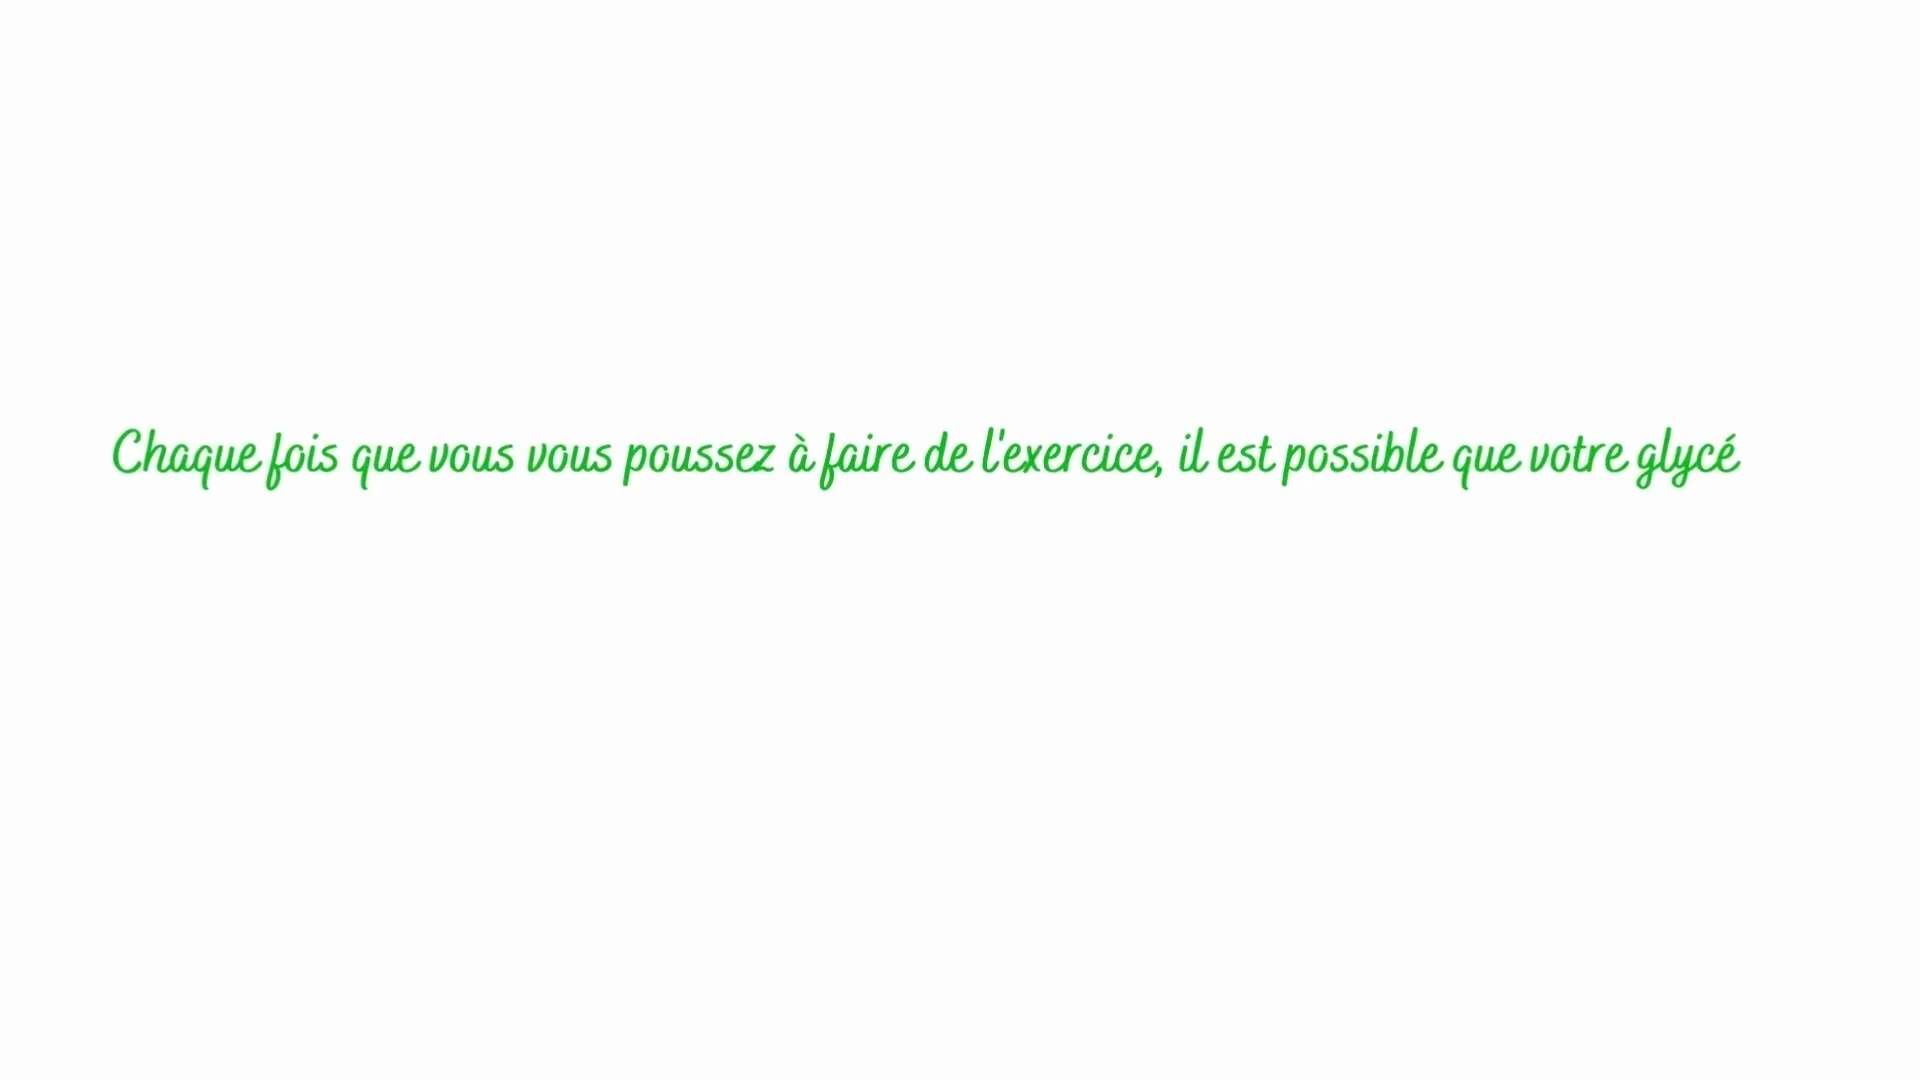 Chaque fois que vous vous poussez à faire de l'exercice, il est possible que votre glycé